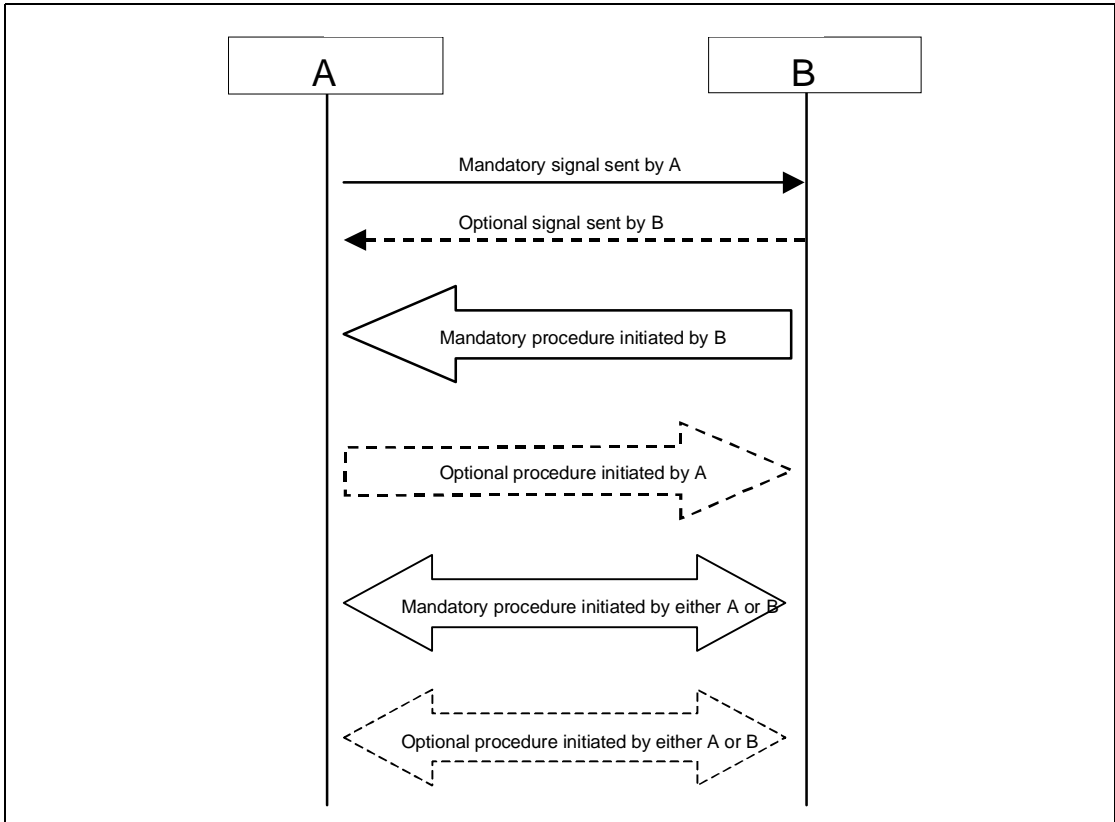 A
B
Mandatory signal sent by A
Optional signal sent by B
Mandatory procedure initiated by B
Optional procedure initiated by A
Mandatory procedure initiated by either A or B
Optional procedure initiated by either A or B